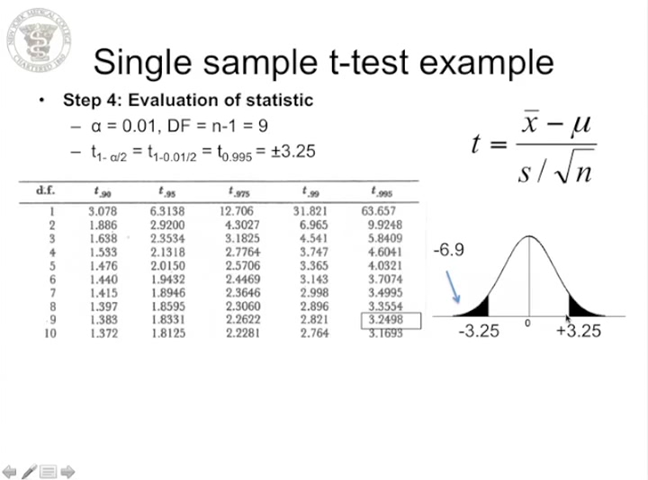 NEW YORK MEDICAL COLLEGE
CHARTERED 1860
Single sample t-test example
• Step 4: Evaluation of statistic
– α = 0.01, DF = n-1 = 9
– t1- α/2 = t1-0.01/2 = t0.995 = ±3.25
t = x̄ − μ / s / √n
d.f. t.90 t.95 t.975 t.99 t.995
1 3.078 6.3138 12.706 31.821 63.657
2 1.886 2.9200 4.3027 6.965 9.9248
3 1.638 2.3534 3.1825 4.541 5.8409
4 1.533 2.1318 2.7764 3.747 4.6041
5 1.476 2.0150 2.5706 3.365 4.0321
6 1.440 1.9432 2.4469 3.143 3.7074
7 1.415 1.8946 2.3646 2.998 3.4995
8 1.397 1.8595 2.3060 2.896 3.3554
9 1.383 1.8331 2.2622 2.821 3.2498
10 1.372 1.8125 2.2281 2.764 3.1693
-6.9
-3.25 0 +3.25